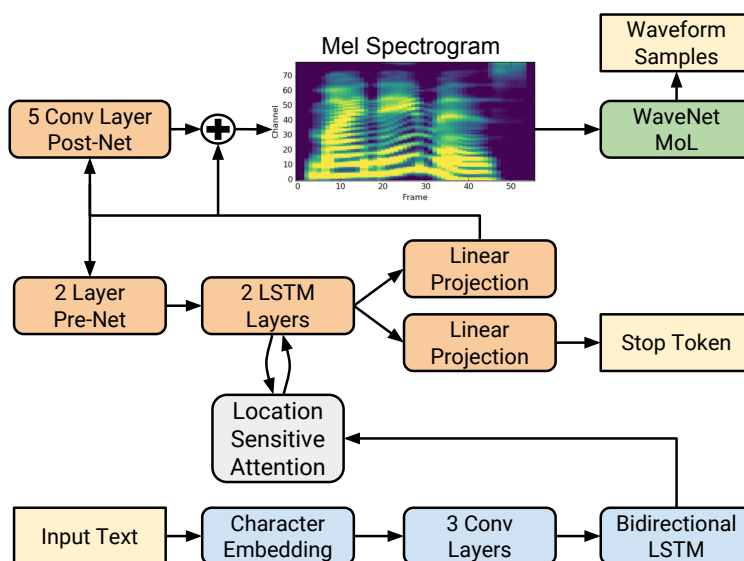 Waveform
Samples
Mel Spectrogram
5 Conv Layer
Post-Net
WaveNet
MoL
Channel
70
60
50
40
30
20
10
0
0
10
20
30
40
50
Frame
2 Layer
Pre-Net
2 LSTM
Layers
Linear
Projection
Linear
Projection
Stop Token
Location
Sensitive
Attention
Input Text
Character
Embedding
3 Conv
Layers
Bidirectional
LSTM